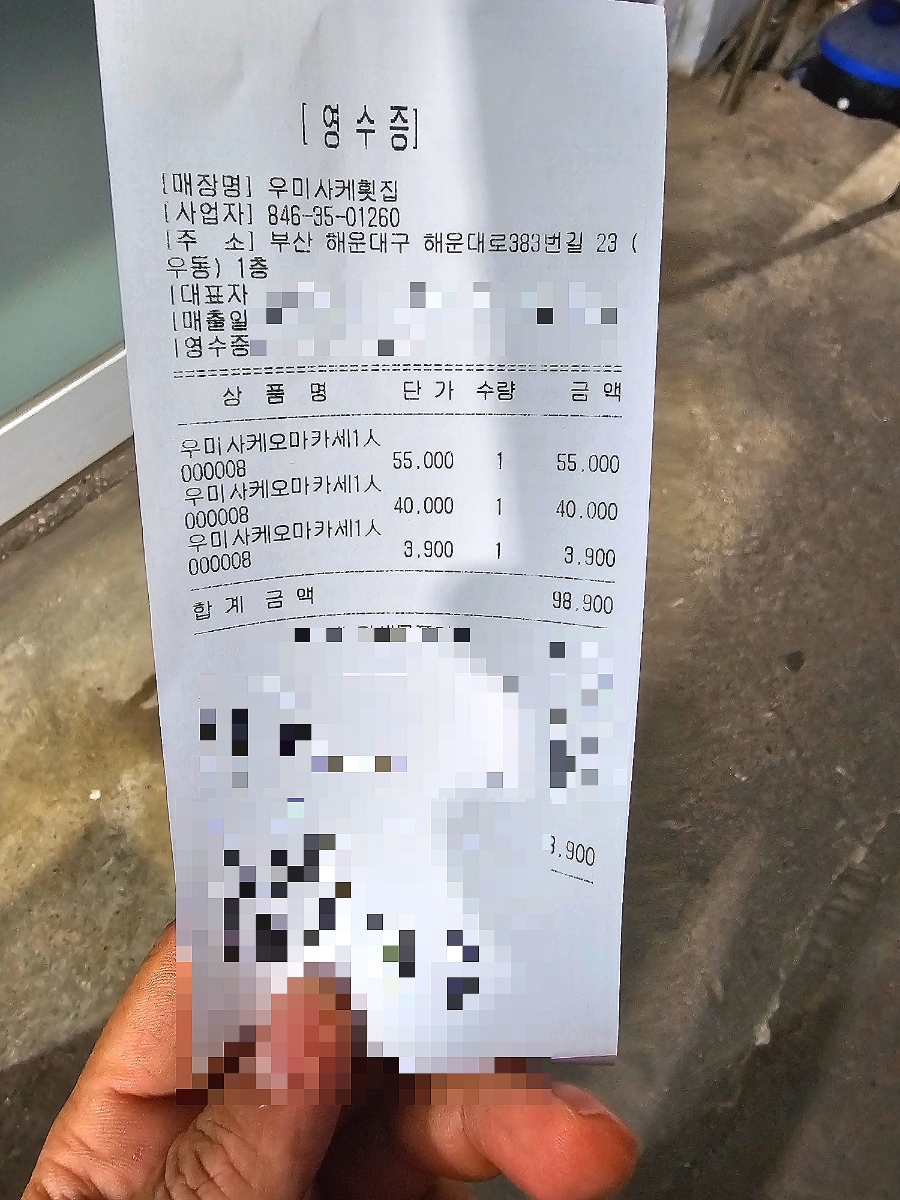 [ 영 수 증]
[매장명] 우미사케횟집
[사업자] 846-35-01260
[주 소] 부산 해운대구 해운대로383번길 23 (
우동) 1층
[대표자
[매출일
[영수증
상 품 명 단 가 수량 금 액
우미사케오마카세1人
000008 55,000 1 55,000
우미사케오마카세1人
000008 40,000 1 40,000
우미사케오마카세1人
000008 3,900 1 3,900
합 계 금 액 98,900
3,900